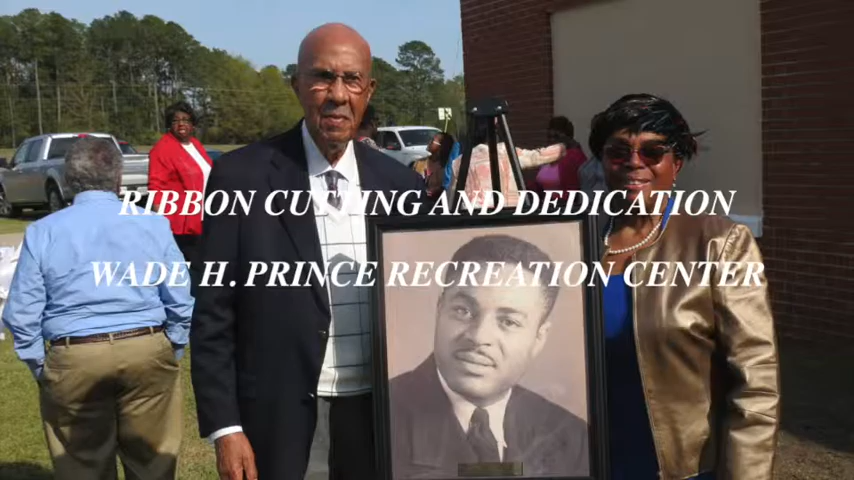 RIBBON CUTTING AND DEDICATION
WADE H. PRINCE RECREATION CENTER